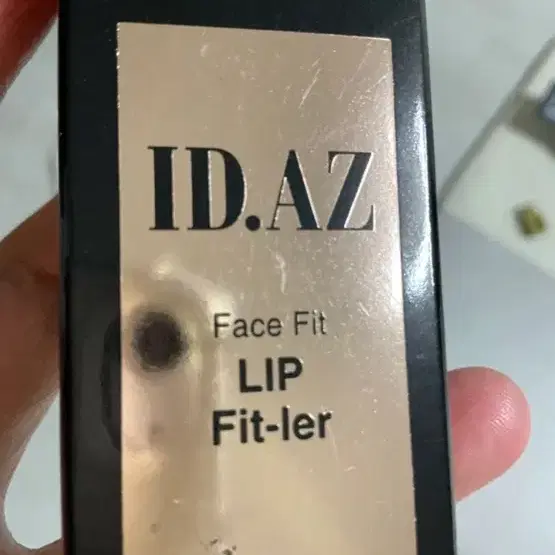 ID.AZ
Face Fit
LIP
Fit-ler